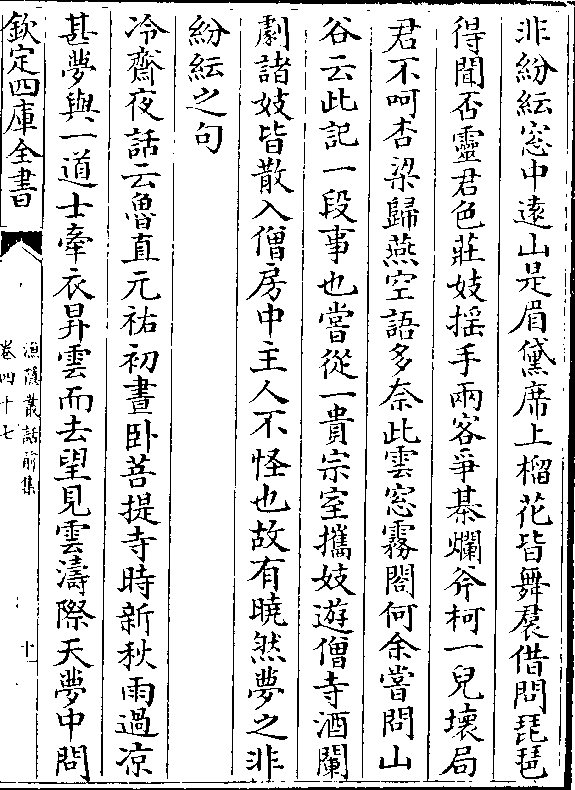 非紛紜窓中逺山是眉黛席上榴花皆舞裠借問琵琶
得聞否靈君色莊妓揺手兩客爭棊爛斧柯一兒壊局
君不呵杏梁歸燕空語多奈此雲窓霧閤何余嘗問山
谷云此記一段事也嘗從一貴宗室攜妓遊僧寺酒闌
劇諸妓皆散入僧房中主人不怪也故有曉然夢之非
紛紜之句
冷齋夜話云魯直元祐初晝卧菩提寺時新秋雨過凉
甚夢與一道士牽衣昇雲而去望見雲濤際天夢中問
欽定四庫全書
漁隱叢話前集
卷四十七
十